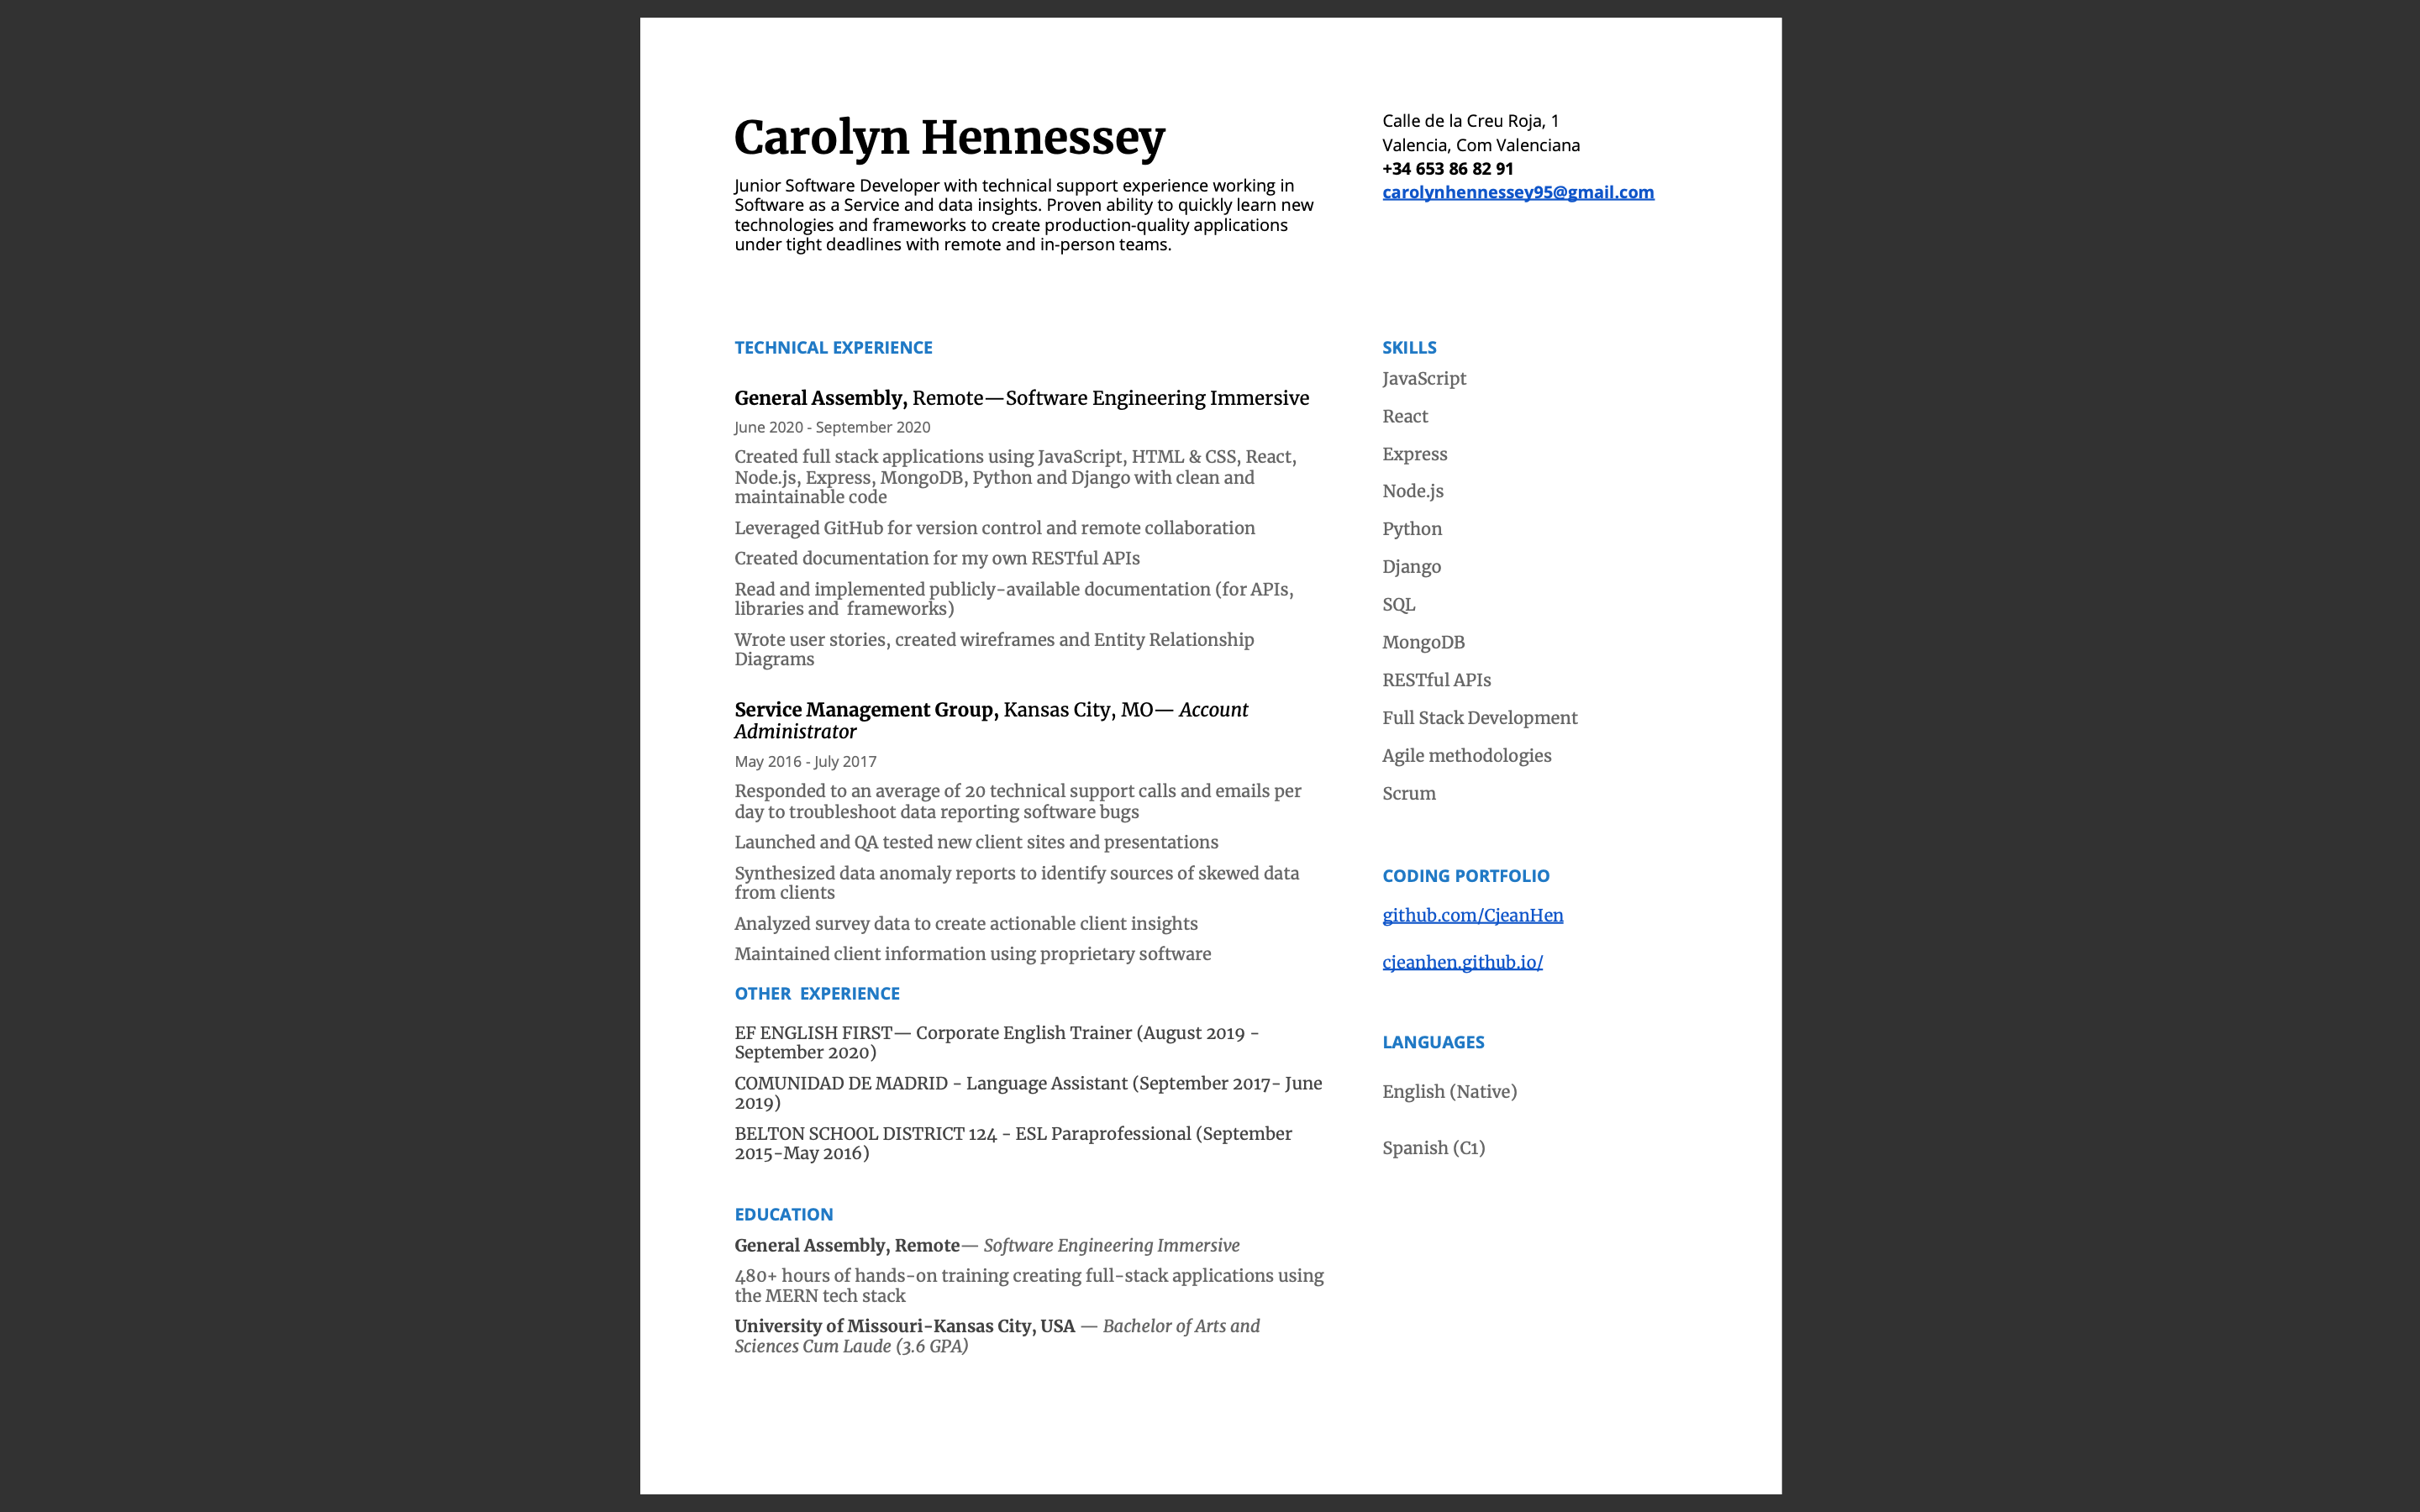 Carolyn Hennessey
Junior Software Developer with technical support experience working in
Software as a Service and data insights. Proven ability to quickly learn new
technologies and frameworks to create production-quality applications
under tight deadlines with remote and in-person teams.
Calle de la Creu Roja, 1
Valencia, Com Valenciana
+34 653 86 82 91
carolynhennessey95@gmail.com
TECHNICAL EXPERIENCE
General Assembly, Remote—Software Engineering Immersive
June 2020 - September 2020
Created full stack applications using JavaScript, HTML & CSS, React,
Node.js, Express, MongoDB, Python and Django with clean and
maintainable code
Leveraged GitHub for version control and remote collaboration
Created documentation for my own RESTful APIs
Read and implemented publicly-available documentation (for APIs,
libraries and  frameworks)
Wrote user stories, created wireframes and Entity Relationship
Diagrams
Service Management Group, Kansas City, MO— Account
Administrator
May 2016 - July 2017
Responded to an average of 20 technical support calls and emails per
day to troubleshoot data reporting software bugs
Launched and QA tested new client sites and presentations
Synthesized data anomaly reports to identify sources of skewed data
from clients
Analyzed survey data to create actionable client insights
Maintained client information using proprietary software
OTHER  EXPERIENCE
EF ENGLISH FIRST— Corporate English Trainer (August 2019 -
September 2020)
COMUNIDAD DE MADRID - Language Assistant (September 2017- June
2019)
BELTON SCHOOL DISTRICT 124 - ESL Paraprofessional (September
2015-May 2016)
EDUCATION
General Assembly, Remote— Software Engineering Immersive
480+ hours of hands-on training creating full-stack applications using
the MERN tech stack
University of Missouri-Kansas City, USA — Bachelor of Arts and
Sciences Cum Laude (3.6 GPA)
SKILLS
JavaScript
React
Express
Node.js
Python
Django
SQL
MongoDB
RESTful APIs
Full Stack Development
Agile methodologies
Scrum
CODING PORTFOLIO
github.com/CjeanHen
cjeanhen.github.io/
LANGUAGES
English (Native)
Spanish (C1)